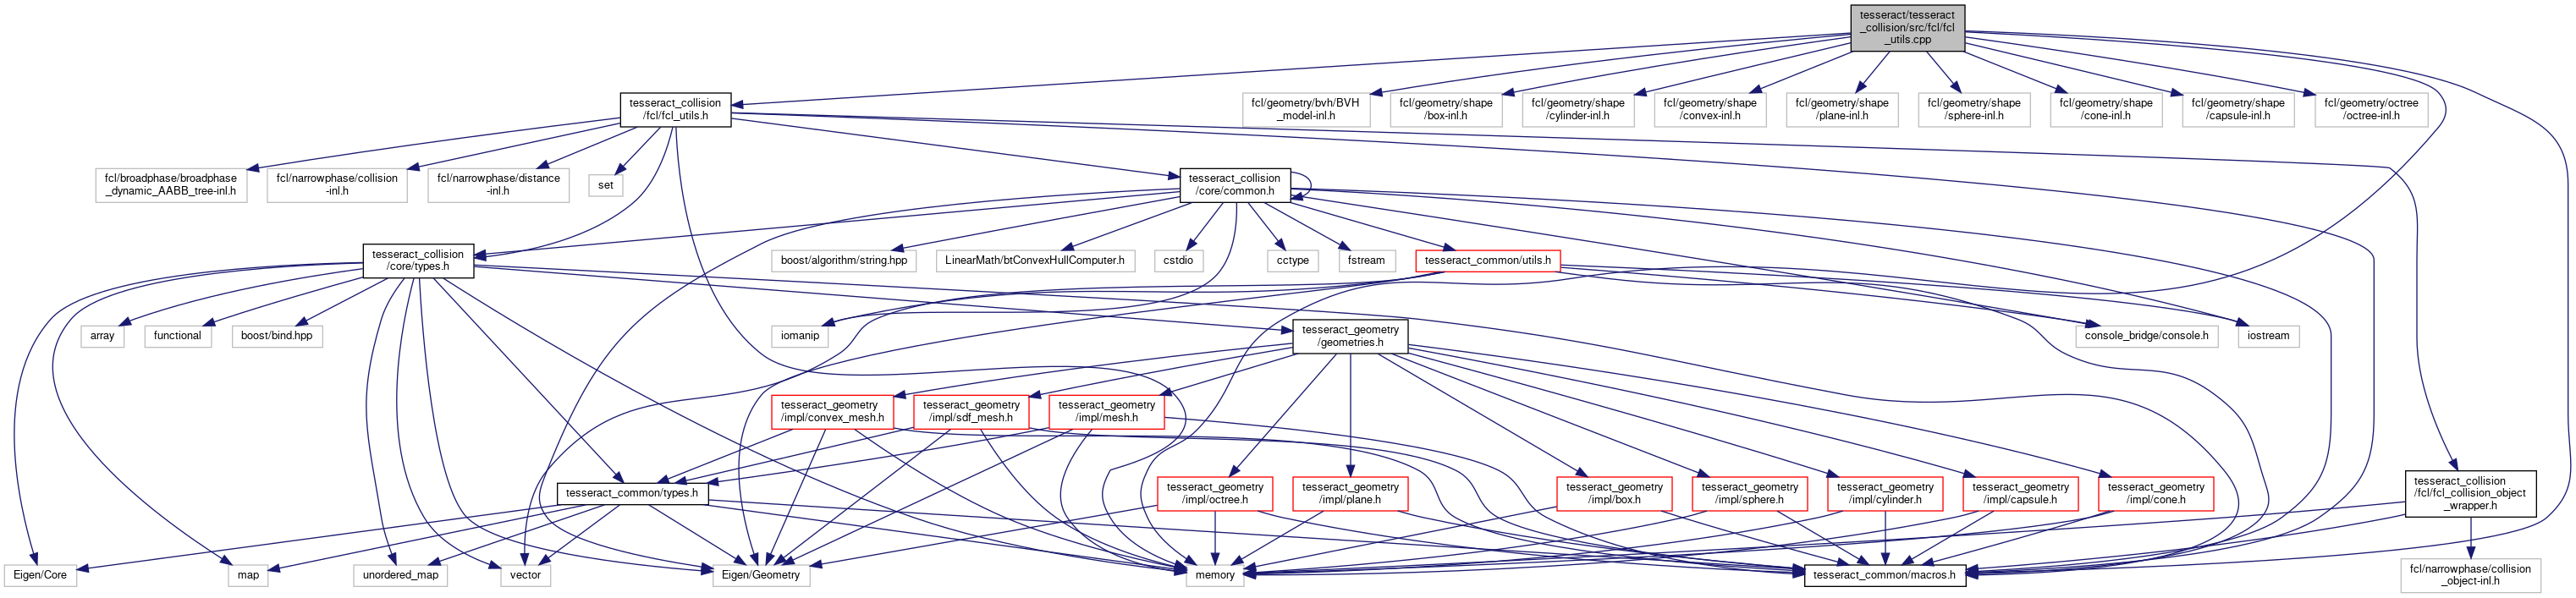 tesseract/tesseract
_collision/src/fcl/fcl
_utils.cpp
tesseract_collision
/fcl/fcl_utils.h
fcl/geometry/bvh/BVH
_model-inl.h
fcl/geometry/shape
/box-inl.h
fcl/geometry/shape
/cylinder-inl.h
fcl/geometry/shape
/convex-inl.h
fcl/geometry/shape
/plane-inl.h
fcl/geometry/shape
/sphere-inl.h
fcl/geometry/shape
/cone-inl.h
fcl/geometry/shape
/capsule-inl.h
fcl/geometry/octree
/octree-inl.h
fcl/broadphase/broadphase
_dynamic_AABB_tree-inl.h
fcl/narrowphase/collision
-inl.h
fcl/narrowphase/distance
-inl.h
set
tesseract_collision
/core/common.h
tesseract_collision
/core/types.h
boost/algorithm/string.hpp
LinearMath/btConvexHullComputer.h
cstdio
cctype
fstream
tesseract_common/utils.h
array
functional
boost/bind.hpp
iomanip
tesseract_geometry
/geometries.h
console_bridge/console.h
iostream
tesseract_geometry
/impl/convex_mesh.h
tesseract_geometry
/impl/sdf_mesh.h
tesseract_geometry
/impl/mesh.h
tesseract_common/types.h
tesseract_geometry
/impl/octree.h
tesseract_geometry
/impl/plane.h
tesseract_geometry
/impl/box.h
tesseract_geometry
/impl/sphere.h
tesseract_geometry
/impl/cylinder.h
tesseract_geometry
/impl/capsule.h
tesseract_geometry
/impl/cone.h
tesseract_collision
/fcl/fcl_collision_object
_wrapper.h
Eigen/Core
map
unordered_map
vector
Eigen/Geometry
memory
tesseract_common/macros.h
fcl/narrowphase/collision
_object-inl.h